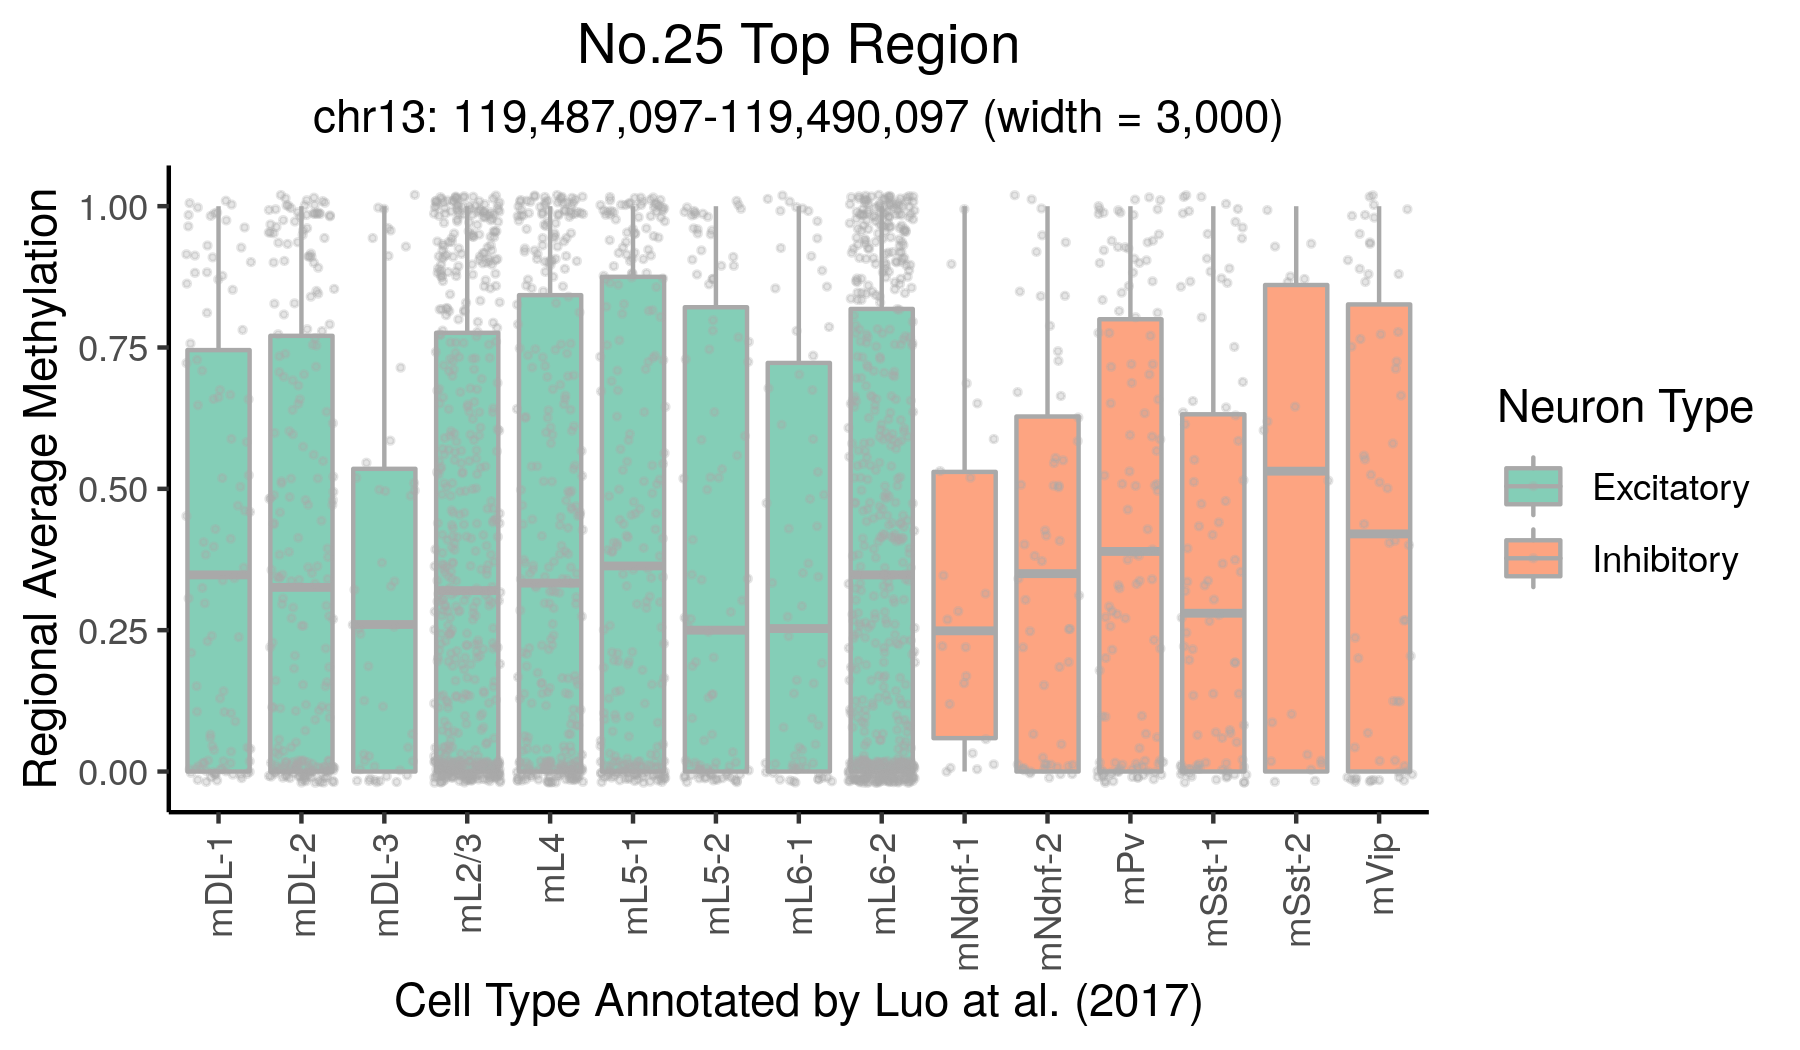 No.25 Top Region
chr13: 119,487,097-119,490,097 (width = 3,000)
Regional Average Methylation
1.00
0.75
0.50
0.25
0.00
mDL-1
mDL-2
mDL-3
mL2/3
mL4
mL5-1
mL5-2
mL6-1
mL6-2
mNdnf-1
mNdnf-2
mPv
mSst-1
mSst-2
mVip
Cell Type Annotated by Luo at al. (2017)
Neuron Type
Excitatory
Inhibitory